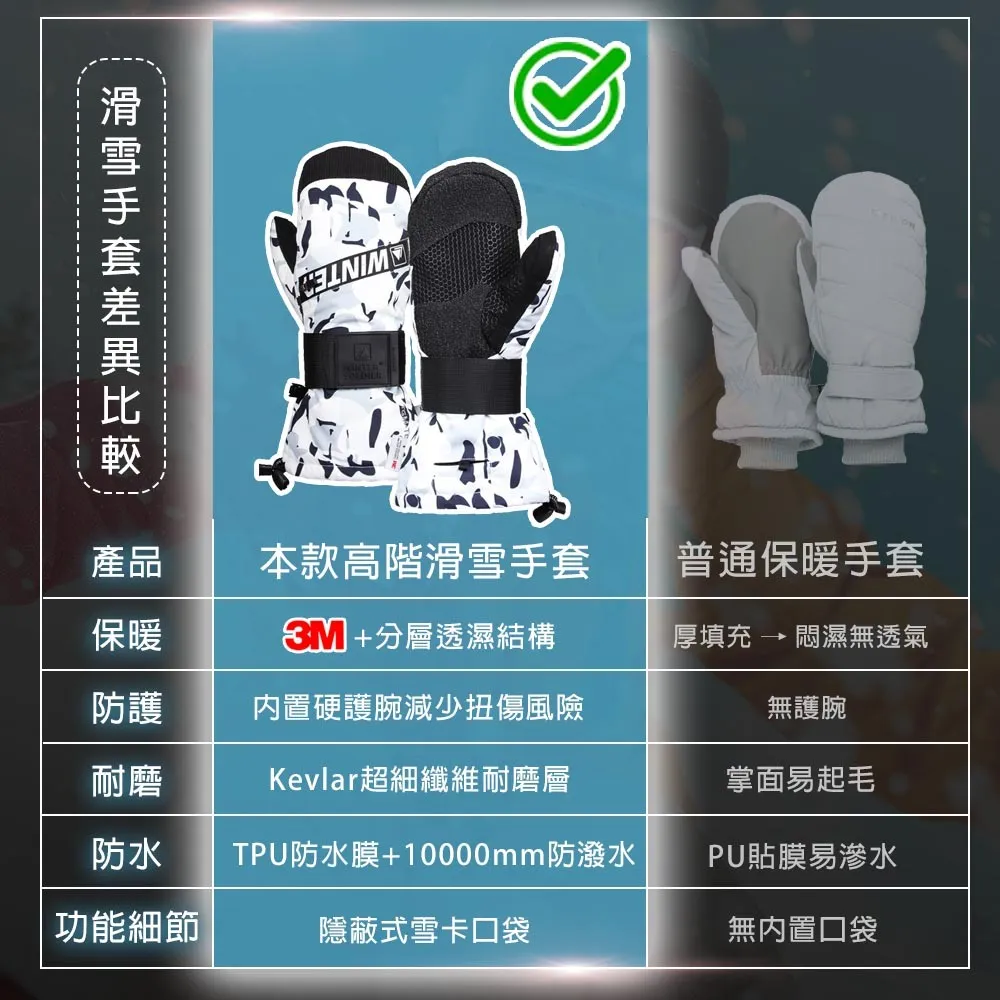 滑雪手套差異比較
WINTER
3M
產品
本款高階滑雪手套
普通保暖手套
保暖
3M+分層透濕結構
厚填充→悶濕無透氣
防護
內置硬護腕減少扭傷風險
無護腕
耐磨
Kevlar超細纖維耐磨層
掌面易起毛
防水
TPU防水膜+10000mm防潑水
PU貼膜易滲水
功能細節
隱蔽式雪卡口袋
無內置口袋